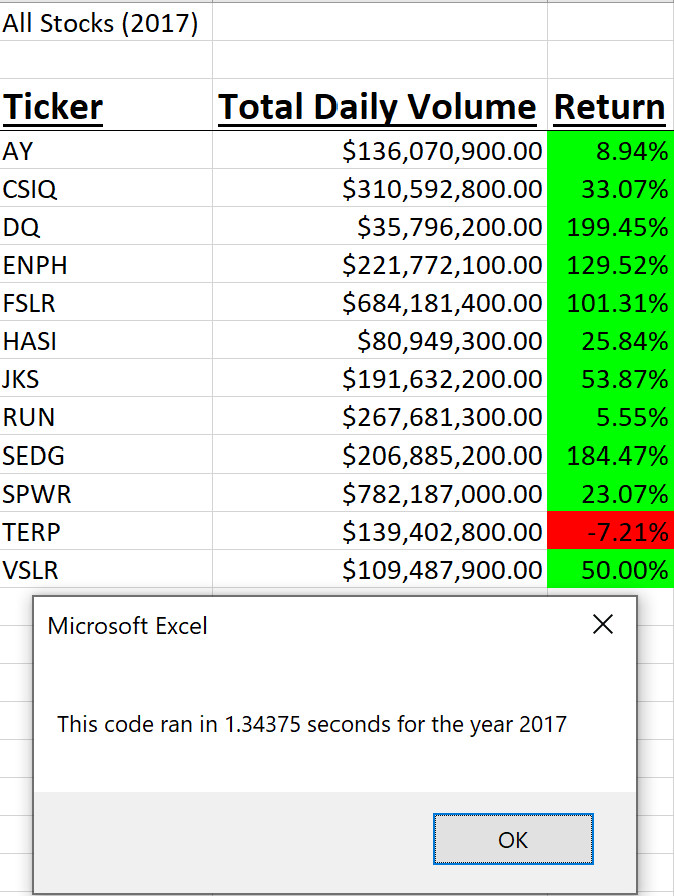 All Stocks (2017)
Ticker Total Daily Volume Return
AY $136,070,900.00 8.94%
CSIQ $310,592,800.00 33.07%
DQ $35,796,200.00 199.45%
ENPH $221,772,100.00 129.52%
FSLR $684,181,400.00 101.31%
HASI $80,949,300.00 25.84%
JKS $191,632,200.00 53.87%
RUN $267,681,300.00 5.55%
SEDG $206,885,200.00 184.47%
SPWR $782,187,000.00 23.07%
TERP $139,402,800.00 -7.21%
VSLR $109,487,900.00 50.00%
Microsoft Excel
This code ran in 1.34375 seconds for the year 2017
OK